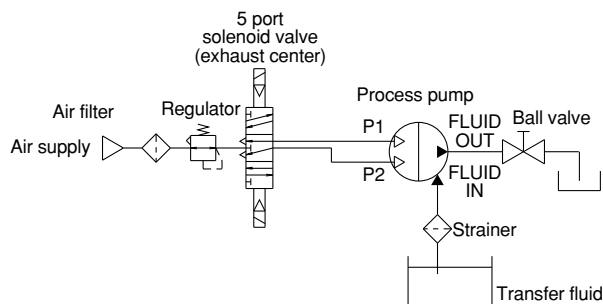 5 port
solenoid valve
(exhaust center)
Air filter
Regulator
Air supply
Process pump
P1
P2
FLUID
OUT
FLUID
IN
Ball valve
Strainer
Transfer fluid